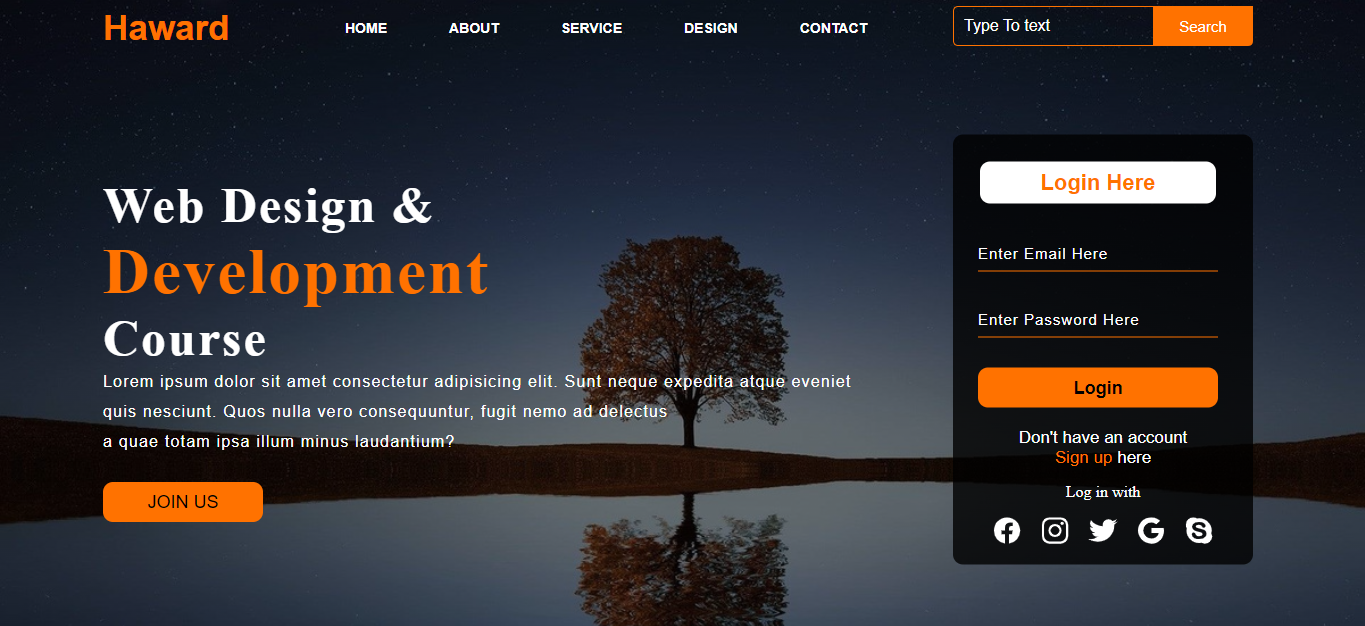 Haward
HOME ABOUT SERVICE DESIGN CONTACT
Type To text
Search
Web Design &
Development
Course
Lorem ipsum dolor sit amet consectetur adipisicing elit. Sunt neque expedita atque eveniet
quis nesciunt. Quos nulla vero consequuntur, fugit nemo ad delectus
a quae totam ipsa illum minus laudantium?
JOIN US
Login Here
Enter Email Here
Enter Password Here
Login
Don't have an account
Sign up here
Log in with